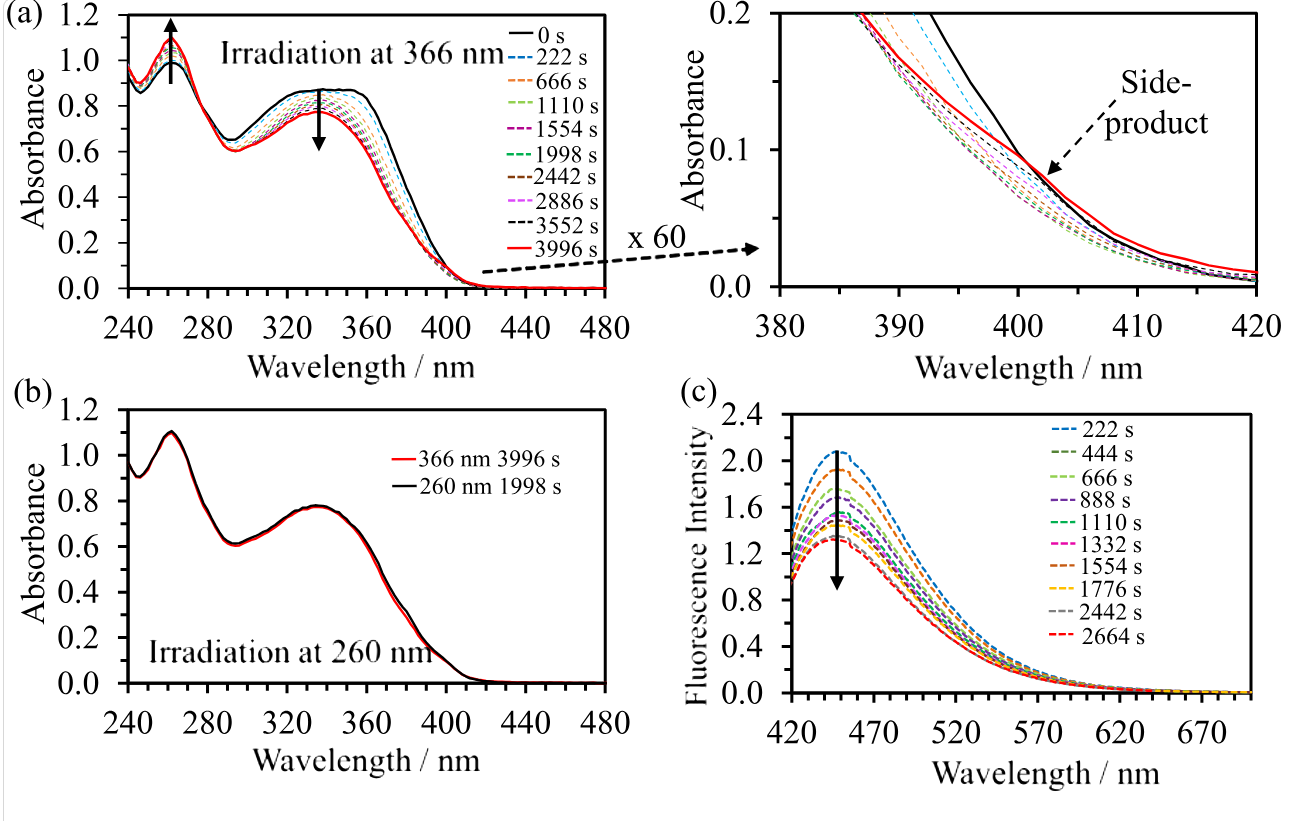 (a)
Irradiation at 366 nm
0 s
222 s
666 s
1110 s
1554 s
1998 s
2442 s
2886 s
3552 s
3996 s
Absorbance
1.2
1.0
0.8
0.6
0.4
0.2
0.0
240 280 320 360 400 440 480
Wavelength / nm
x 60
Absorbance
0.2
0.1
0.0
Side-
product
380 390 400 410 420
Wavelength / nm
(b)
Absorbance
1.2
1.0
0.8
0.6
0.4
0.2
0.0
366 nm 3996 s
260 nm 1998 s
Irradiation at 260 nm
240 280 320 360 400 440 480
Wavelength / nm
(c)
Fluorescence Intensity
2.4
2.0
1.6
1.2
0.8
0.4
0.0
222 s
444 s
666 s
888 s
1110 s
1332 s
1554 s
1776 s
2442 s
2664 s
420 470 520 570 620 670
Wavelength / nm